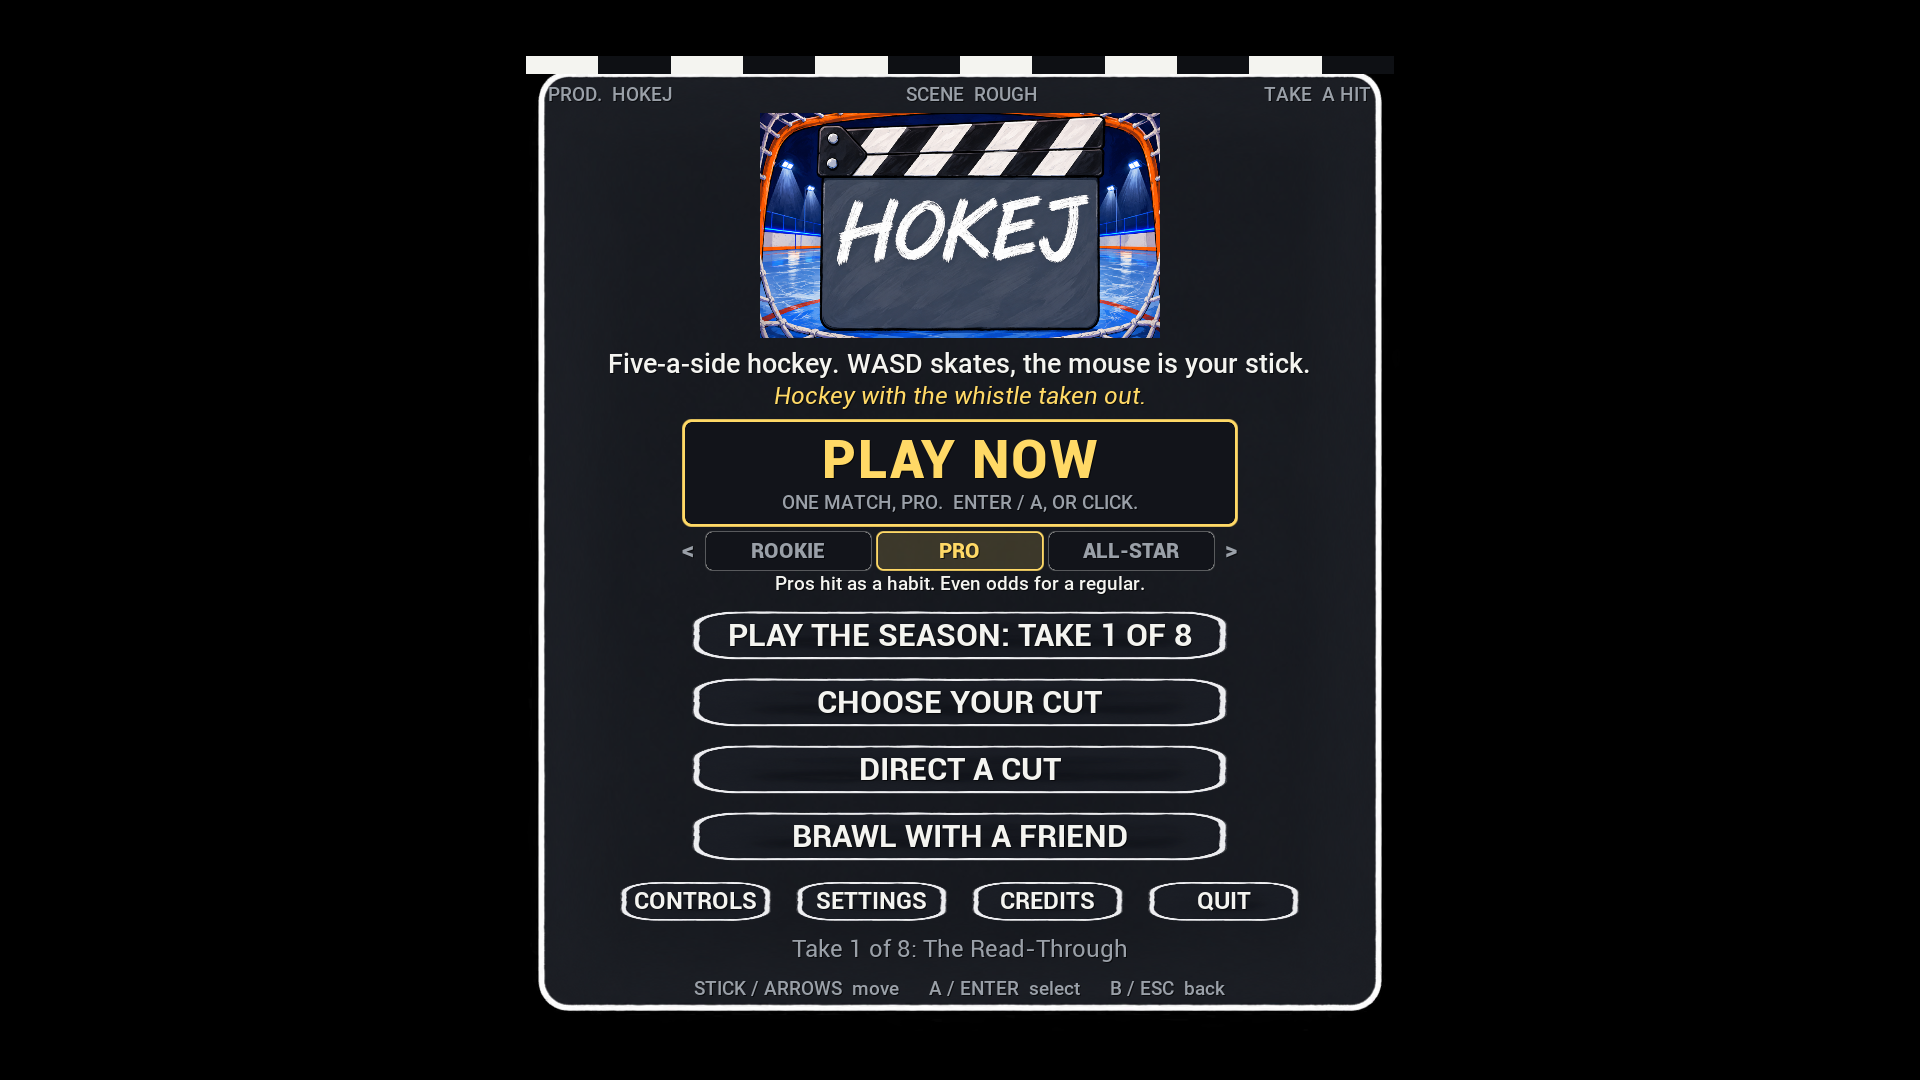 PROD. HOKEJ SCENE ROUGH TAKE A HIT
HOKEJ
Five-a-side hockey. WASD skates, the mouse is your stick.
Hockey with the whistle taken out.
PLAY NOW
ONE MATCH, PRO. ENTER / A, OR CLICK.
< ROOKIE PRO ALL-STAR >
Pros hit as a habit. Even odds for a regular.
PLAY THE SEASON: TAKE 1 OF 8
CHOOSE YOUR CUT
DIRECT A CUT
BRAWL WITH A FRIEND
CONTROLS SETTINGS CREDITS QUIT
Take 1 of 8: The Read-Through
STICK / ARROWS move A / ENTER select B / ESC back